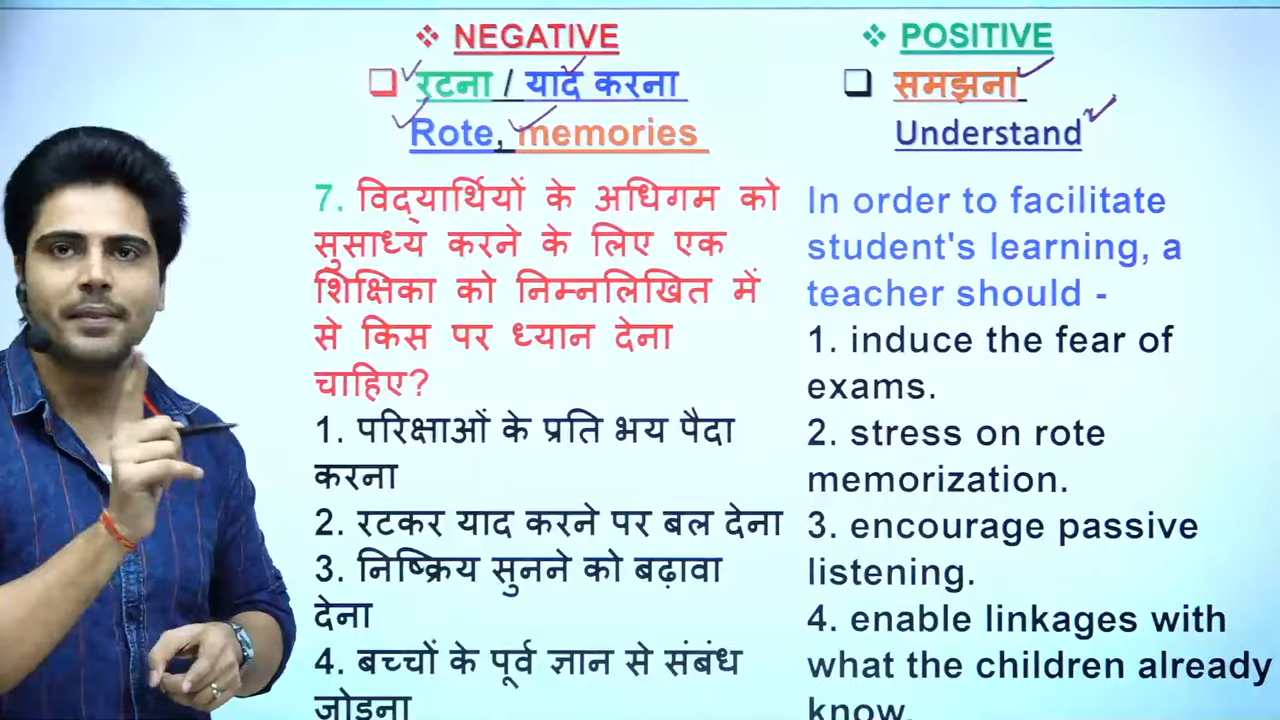 ❖ NEGATIVE
❑ रटना / याद करना
Rote, memories
❖ POSITIVE
❑ समझना
Understand
7. विद्यार्थियों के अधिगम को
सुसाध्य करने के लिए एक
शिक्षिका को निम्नलिखित में
से किस पर ध्यान देना
चाहिए?
1. परिक्षाओं के प्रति भय पैदा
करना
2. रटकर याद करने पर बल देना
3. निष्क्रिय सुनने को बढ़ावा
देना
4. बच्चों के पूर्व ज्ञान से संबंध
जोड़ना
In order to facilitate
student's learning, a
teacher should -
1. induce the fear of
exams.
2. stress on rote
memorization.
3. encourage passive
listening.
4. enable linkages with
what the children already
know.